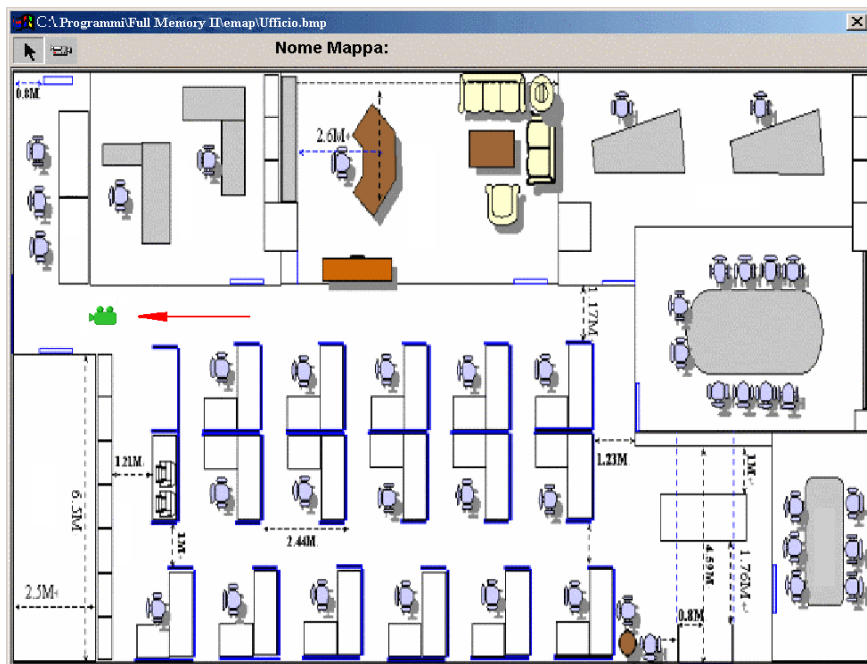 C:\Programmi\Full Memory II\emap\Ufficio.bmp
Nome Mappa:
0.8M
2.6M
1.17M
1.21M
1.23M
1M
6.5M
1M
2.44M
4.59M
1.76M
2.5M
0.8M